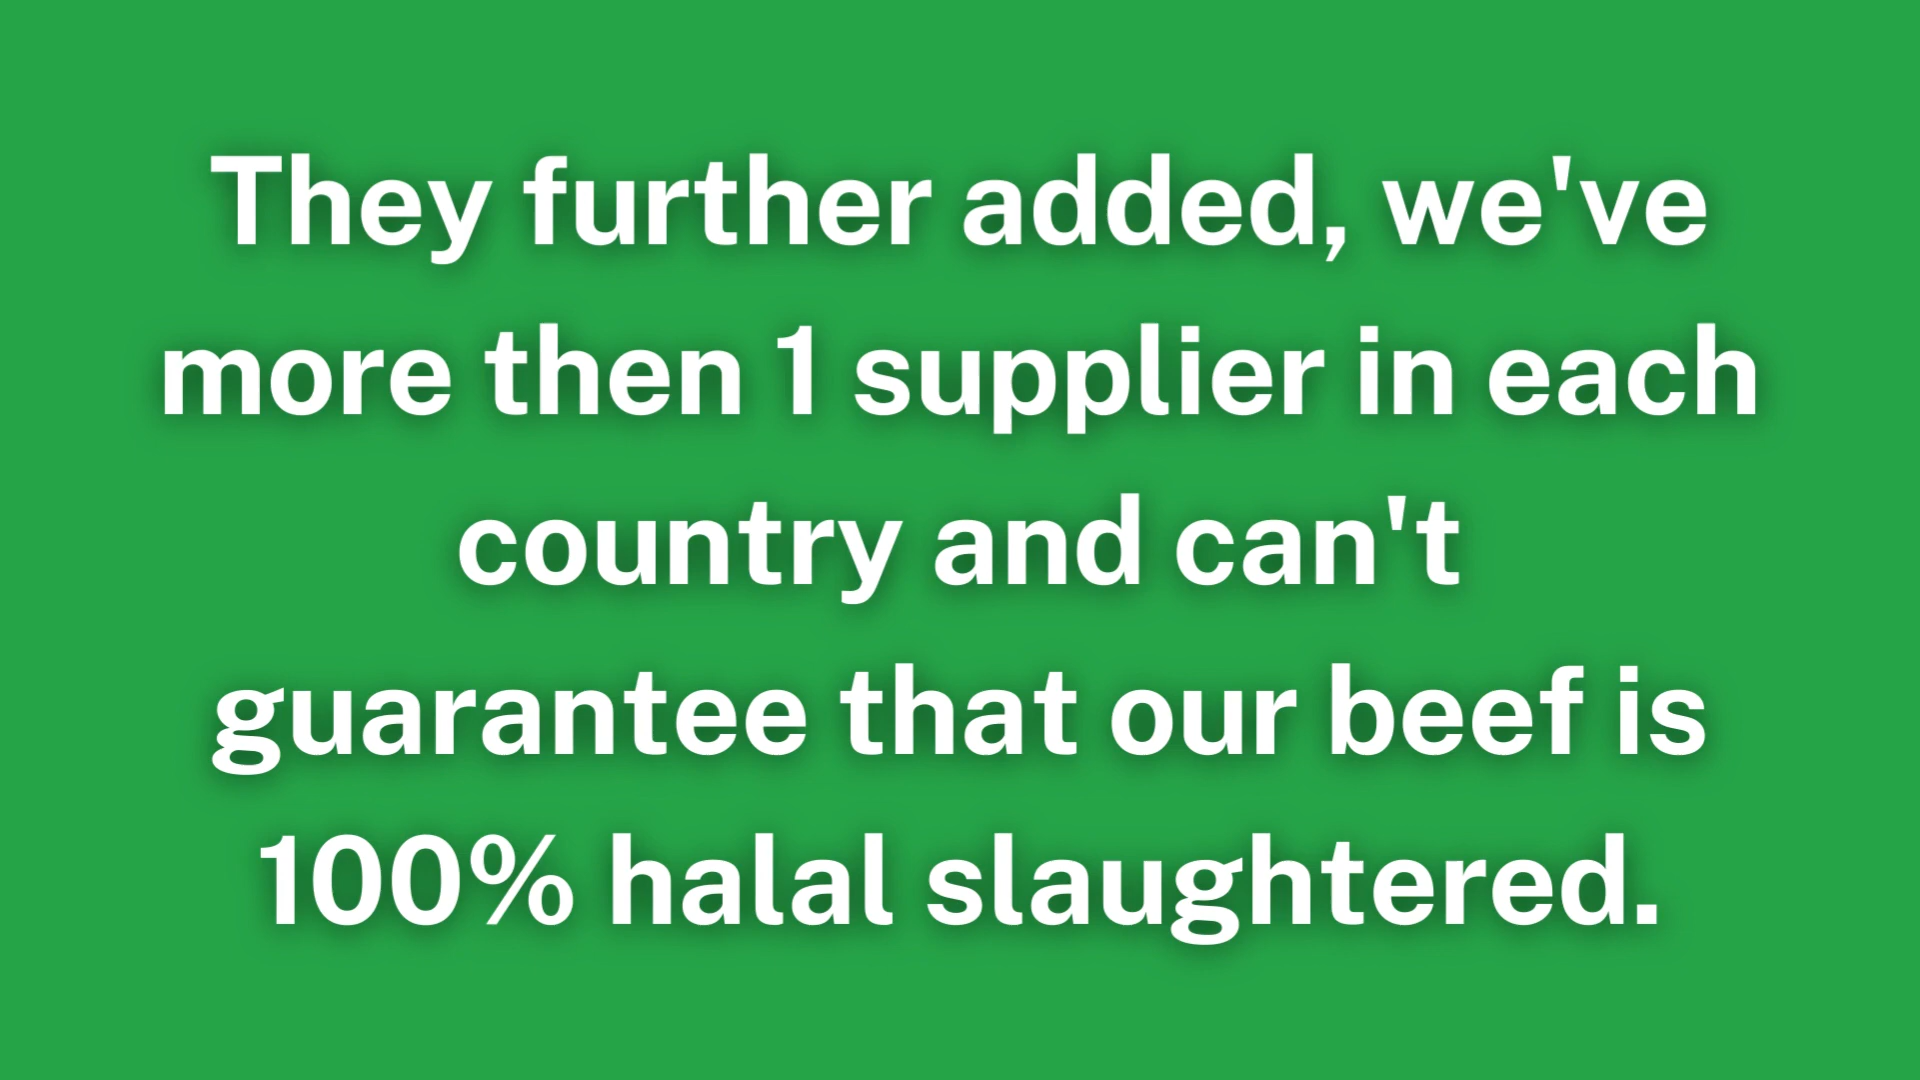 They further added, we've
more then 1 supplier in each
country and can't
guarantee that our beef is
100% halal slaughtered.